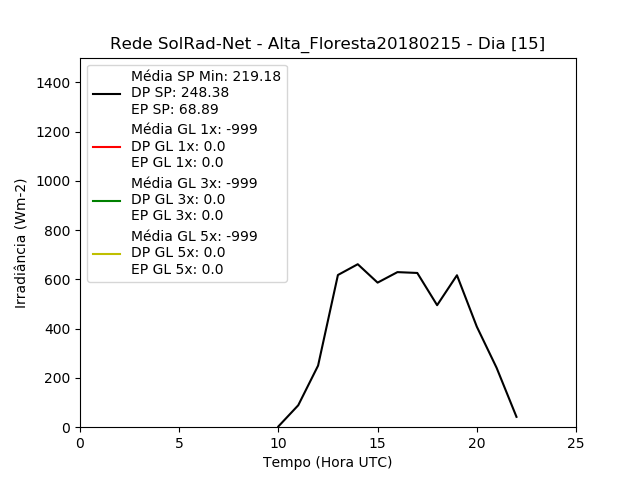 Rede SolRad-Net - Alta_Floresta20180215 - Dia [15]
Média SP Min: 219.18
DP SP: 248.38
EP SP: 68.89
Média GL 1x: -999
DP GL 1x: 0.0
EP GL 1x: 0.0
Média GL 3x: -999
DP GL 3x: 0.0
EP GL 3x: 0.0
Média GL 5x: -999
DP GL 5x: 0.0
EP GL 5x: 0.0
Irradiância (Wm-2)
1400
1200
1000
800
600
400
200
0
0 5 10 15 20 25
Tempo (Hora UTC)